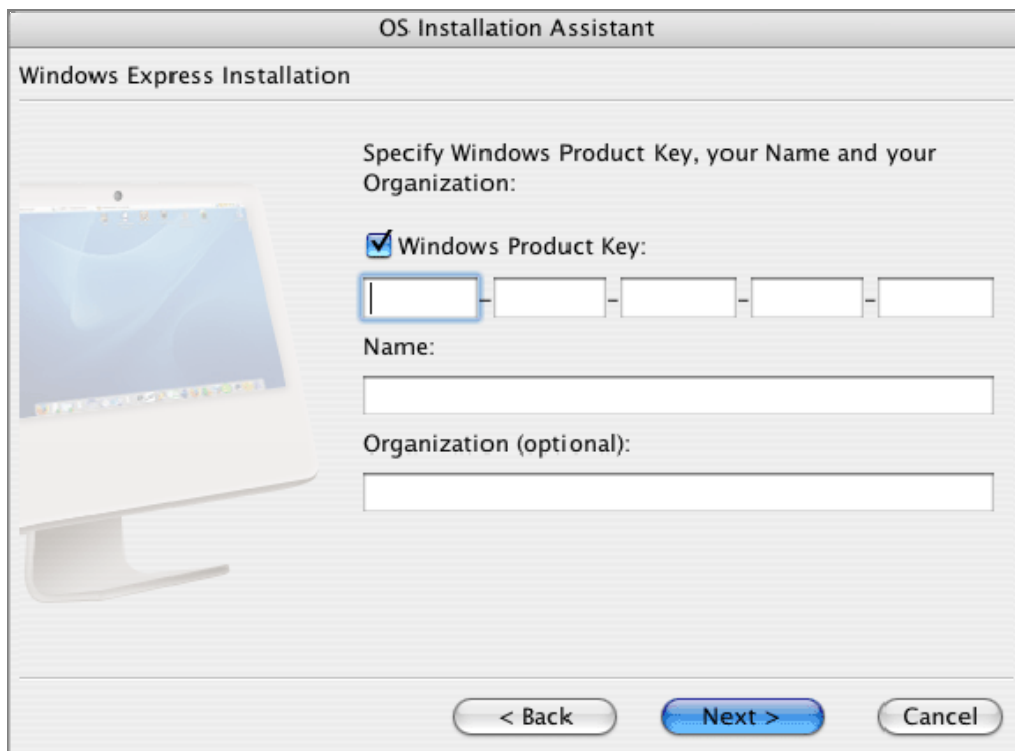 OS Installation Assistant
Windows Express Installation
Specify Windows Product Key, your Name and your
Organization:
Windows Product Key:
- - - -
Name:
Organization (optional):
< Back Next > Cancel